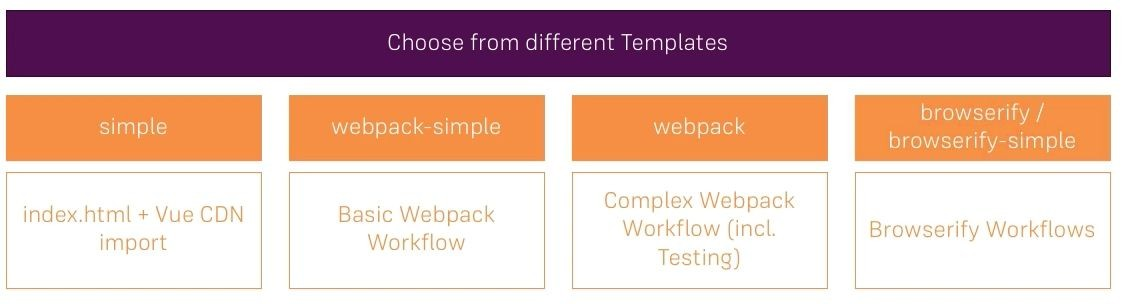 Choose from different Templates
simple
webpack-simple
webpack
browserify /
browserify-simple
index.html + Vue CDN
import
Basic Webpack
Workflow
Complex Webpack
Workflow (incl.
Testing)
Browserify Workflows